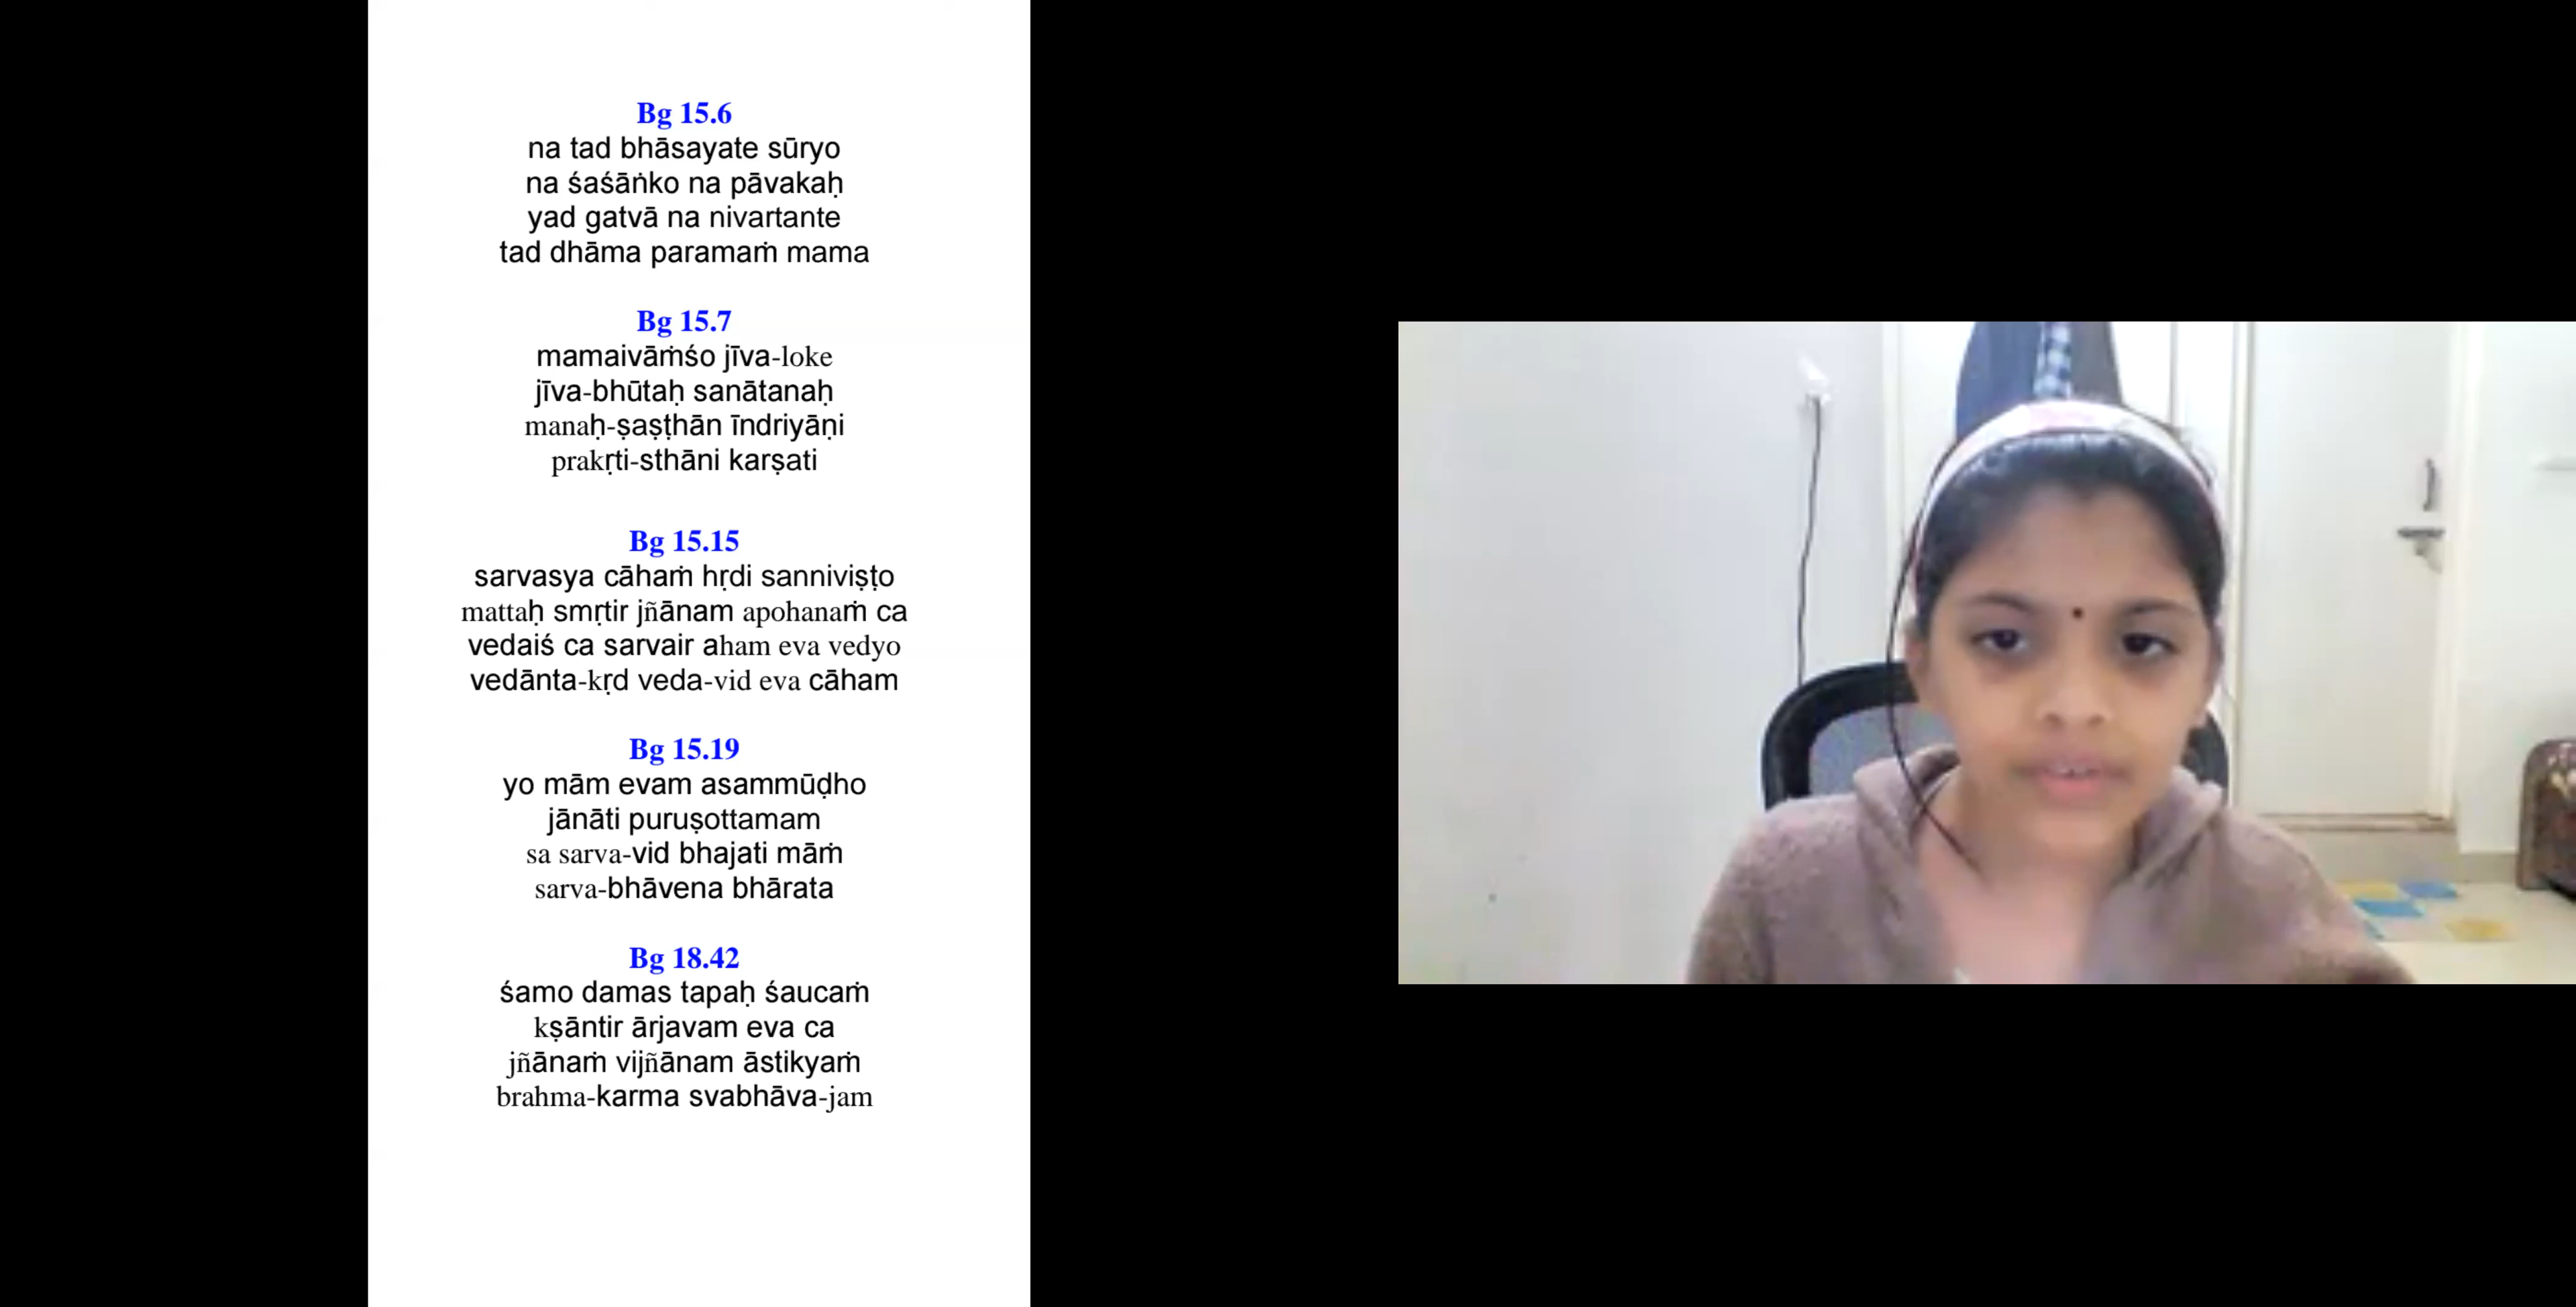 Bg 15.6
na tad bhāsayate sūryo
na śaśāṅko na pāvakaḥ
yad gatvā na nivartante
tad dhāma paramaṁ mama
Bg 15.7
mamaivāṁśo jīva-loke
jīva-bhūtaḥ sanātanaḥ
manaḥ-ṣaṣṭhān īndriyāṇi
prakṛti-sthāni karṣati
Bg 15.15
sarvasya cāhaṁ hṛdi sanniviṣṭo
mattaḥ smṛtir jñānam apohanaṁ ca
vedaiś ca sarvair aham eva vedyo
vedānta-kṛd veda-vid eva cāham
Bg 15.19
yo mām evam asammūḍho
jānāti puruṣottamam
sa sarva-vid bhajati māṁ
sarva-bhāvena bhārata
Bg 18.42
śamo damas tapaḥ śaucaṁ
kṣāntir ārjavam eva ca
jñānaṁ vijñānam āstikyaṁ
brahma-karma svabhāva-jam